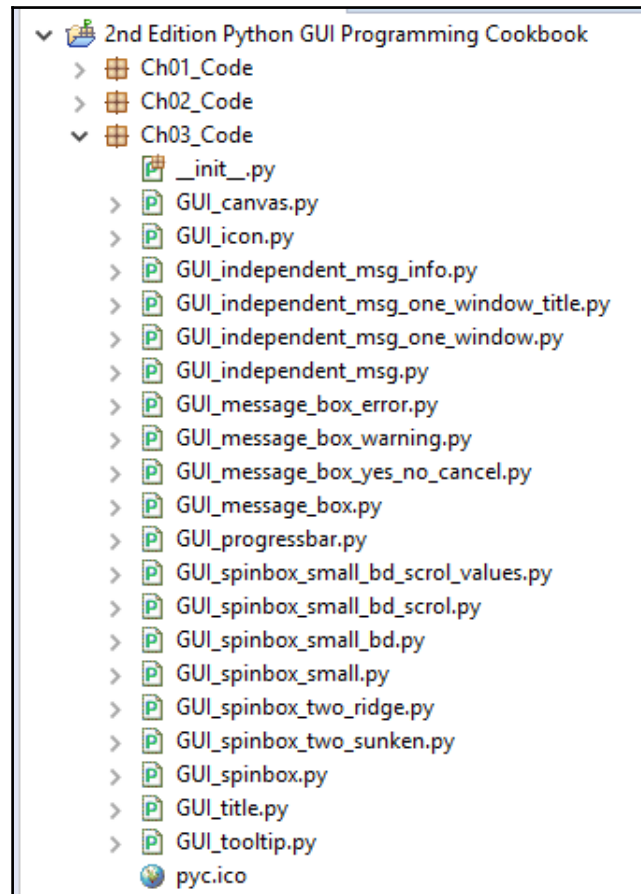 2nd Edition Python GUI Programming Cookbook
Ch01_Code
Ch02_Code
Ch03_Code
__init__.py
GUI_canvas.py
GUI_icon.py
GUI_independent_msg_info.py
GUI_independent_msg_one_window_title.py
GUI_independent_msg_one_window.py
GUI_independent_msg.py
GUI_message_box_error.py
GUI_message_box_warning.py
GUI_message_box_yes_no_cancel.py
GUI_message_box.py
GUI_progressbar.py
GUI_spinbox_small_bd_scrol_values.py
GUI_spinbox_small_bd_scrol.py
GUI_spinbox_small_bd.py
GUI_spinbox_small.py
GUI_spinbox_two_ridge.py
GUI_spinbox_two_sunken.py
GUI_spinbox.py
GUI_title.py
GUI_tooltip.py
pyc.ico